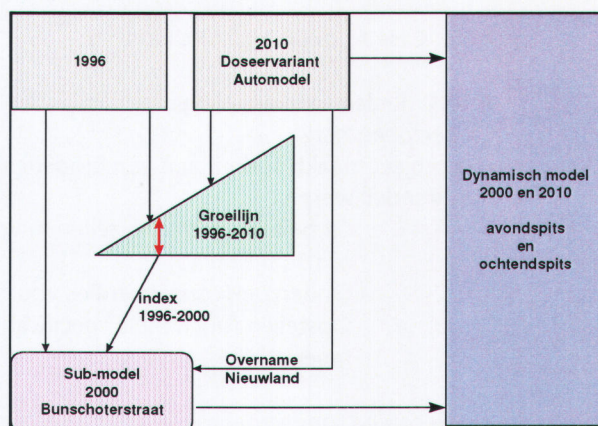 1996
2010
Doseervariant
Automodel
Groeilijn
1996-2010
index
1996-2000
Sub-model
2000
Bunschoterstraat
Overname
Nieuwland
Dynamisch model
2000 en 2010
avondspits
en
ochtendspits